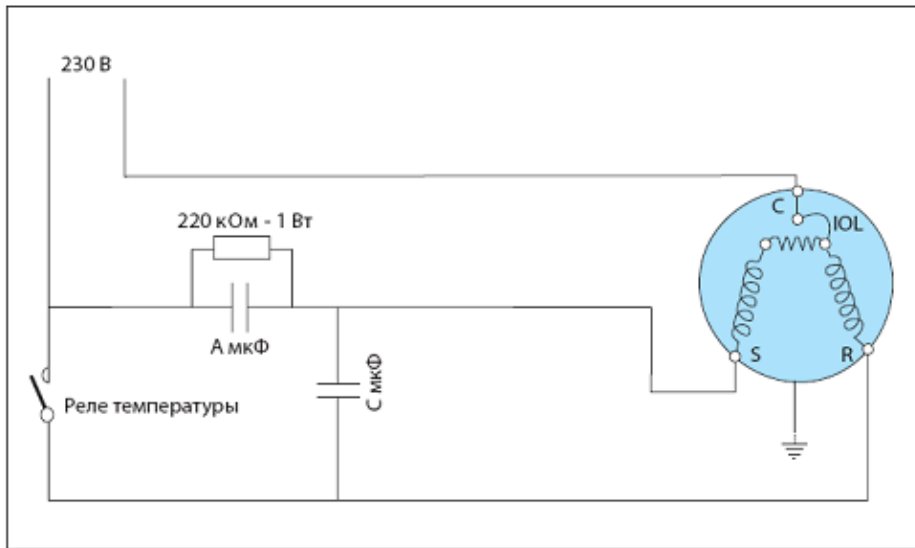 230 В
220 кОм - 1 Вт
C
IOL
А мкФ
S
R
С мкФ
Реле температуры